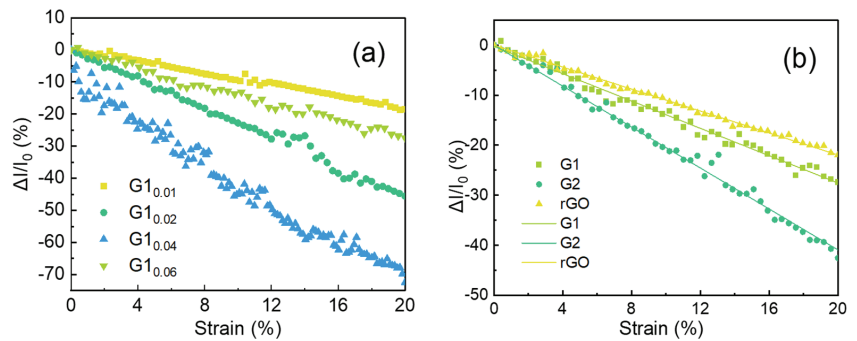 (a)
10
0
-10
-20
-30
-40
-50
-60
-70
ΔI/I₀ (%)
G1₀.₀₁
G1₀.₀₂
G1₀.₀₄
G1₀.₀₆
0 4 8 12 16 20
Strain (%)
(b)
0
-10
-20
-30
-40
-50
ΔI/I₀ (%)
G1
G2
rGO
G1
G2
rGO
0 4 8 12 16 20
Strain (%)